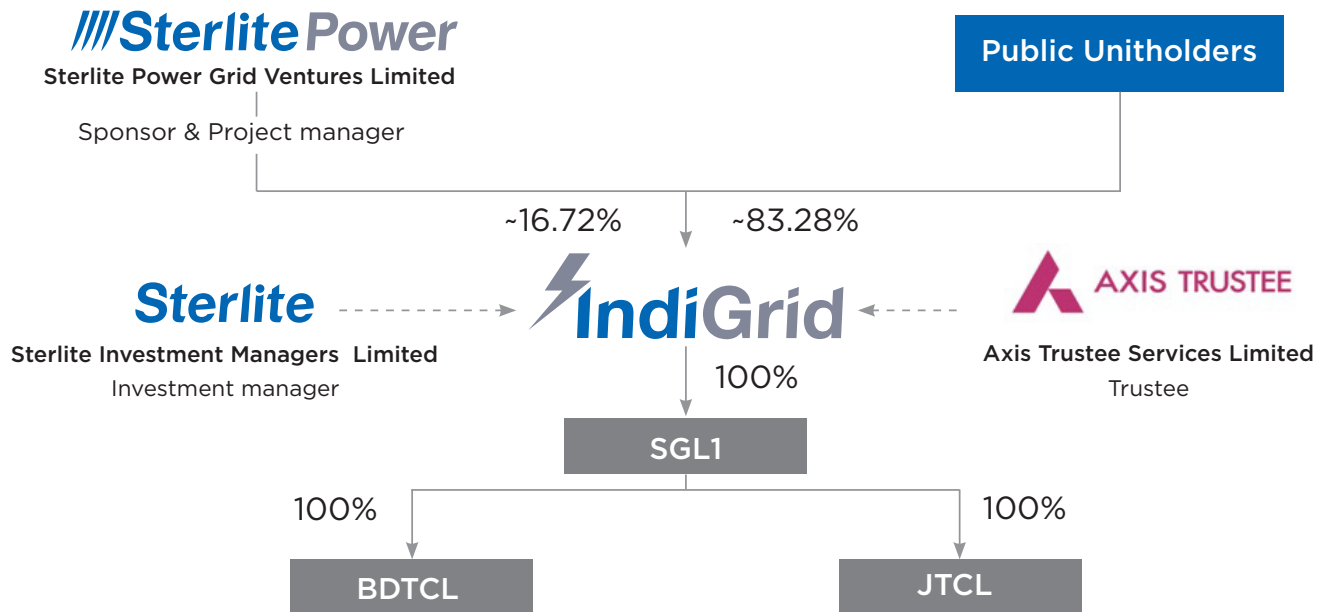 Sterlite Power
Sterlite Power Grid Ventures Limited
Sponsor & Project manager
Public Unitholders
~16.72%
~83.28%
Sterlite
Sterlite Investment Managers Limited
Investment manager
IndiGrid
AXIS TRUSTEE
Axis Trustee Services Limited
Trustee
100%
SGL1
100%
100%
BDTCL
JTCL